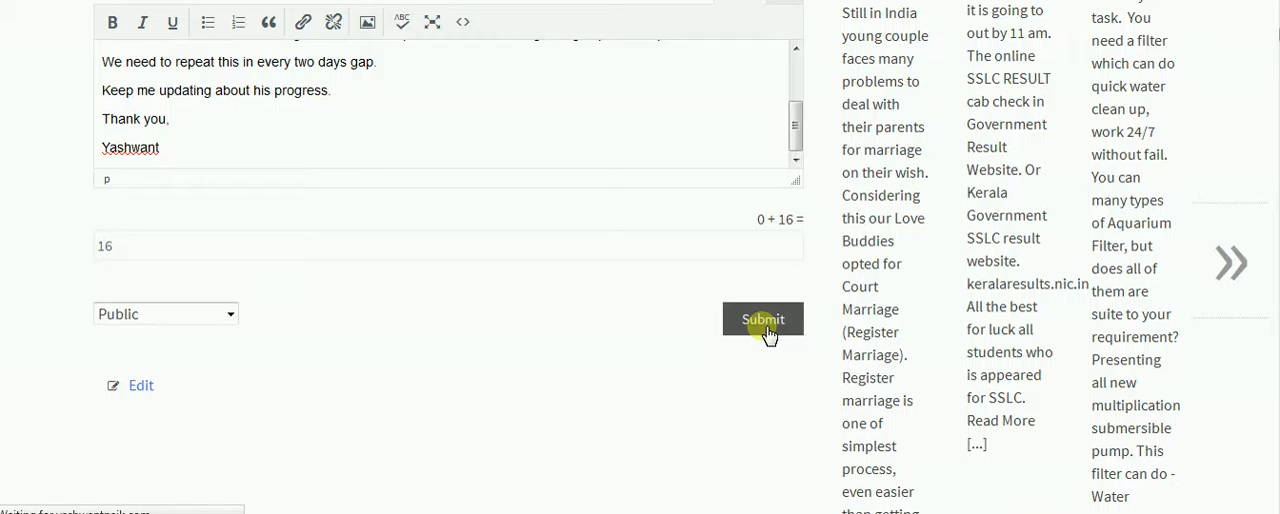 B I U ABC
We need to repeat this in every two days gap.
Keep me updating about his progress.
Thank you,
Yashwant
p
0 + 16 =
16
Public
Submit
Edit
Still in India
young couple
faces many
problems to
deal with
their parents
for marriage
on their wish.
Considering
this our Love
Buddies
opted for
Court
Marriage
(Register
Marriage).
Register
marriage is
one of
simplest
process,
even easier
than getting
it is going to
out by 11 am.
The online
SSLC RESULT
cab check in
Government
Result
Website. Or
Kerala
Government
SSLC result
website.
keralaresults.nic.in
All the best
for luck all
students who
is appeared
for SSLC.
Read More
[...]
task. You
need a filter
which can do
quick water
clean up,
work 24/7
without fail.
You can
many types
of Aquarium
Filter, but
does all of
them are
suite to your
requirement?
Presenting
all new
multiplication
submersible
pump. This
filter can do -
Water